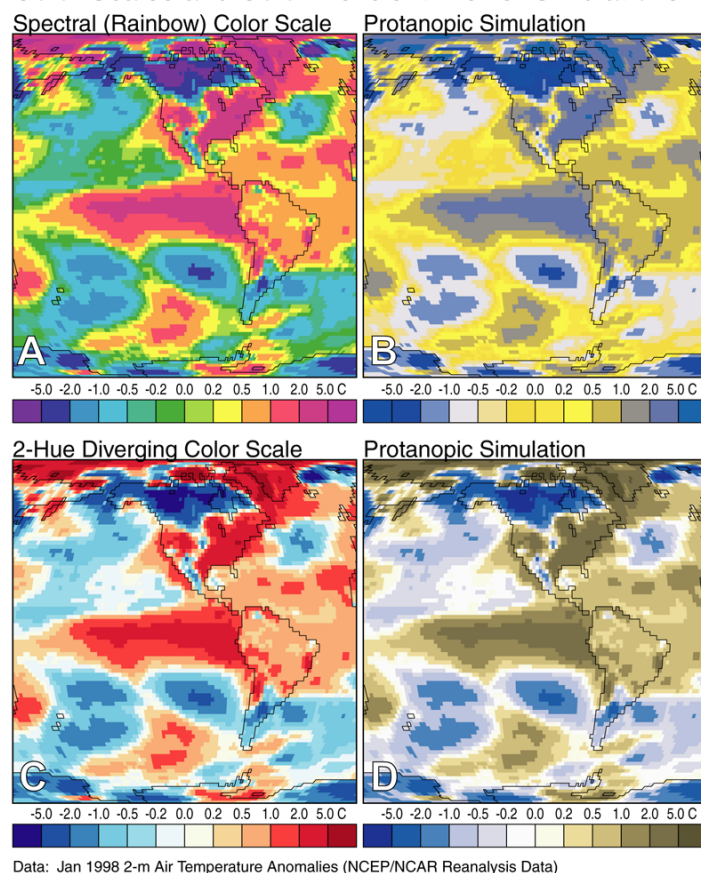 Spectral (Rainbow) Color Scale
Protanopic Simulation
A
B
-5.0 -2.0 -1.0 -0.5 -0.2 0.0 0.2 0.5 1.0 2.0 5.0 C
-5.0 -2.0 -1.0 -0.5 -0.2 0.0 0.2 0.5 1.0 2.0 5.0 C
2-Hue Diverging Color Scale
Protanopic Simulation
C
D
-5.0 -2.0 -1.0 -0.5 -0.2 0.0 0.2 0.5 1.0 2.0 5.0 C
-5.0 -2.0 -1.0 -0.5 -0.2 0.0 0.2 0.5 1.0 2.0 5.0 C
Data: Jan 1998 2-m Air Temperature Anomalies (NCEP/NCAR Reanalysis Data)